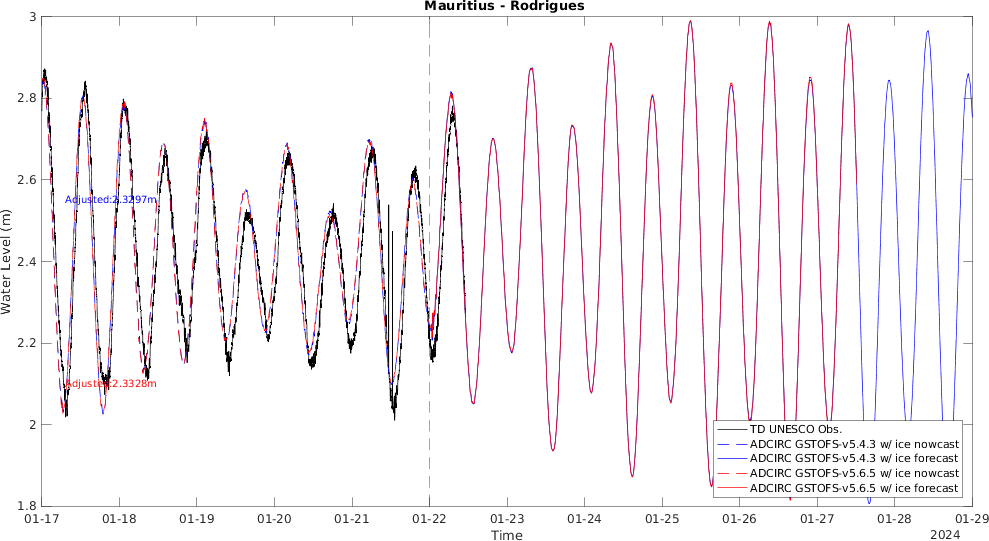 Mauritius - Rodrigues
3
2.8
2.6
2.4
2.2
2
1.8
Water Level (m)
Adjusted:2.3297m
Adjusted:2.3328m
TD UNESCO Obs.
ADCIRC GSTOFS-v5.4.3 w/ ice nowcast
ADCIRC GSTOFS-v5.4.3 w/ ice forecast
ADCIRC GSTOFS-v5.6.5 w/ ice nowcast
ADCIRC GSTOFS-v5.6.5 w/ ice forecast
01-17 01-18 01-19 01-20 01-21 01-22 01-23 01-24 01-25 01-26 01-27 01-28 01-29
Time
2024